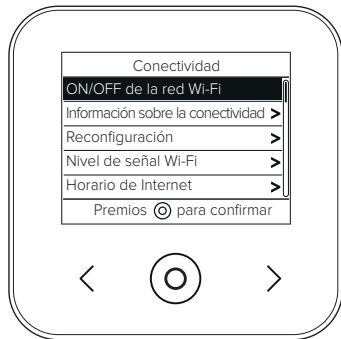 Conectividad
ON/OFF de la red Wi-Fi
Información sobre la conectividad >
Reconfiguración >
Nivel de señal Wi-Fi >
Horario de Internet >
Premios ◎ para confirmar